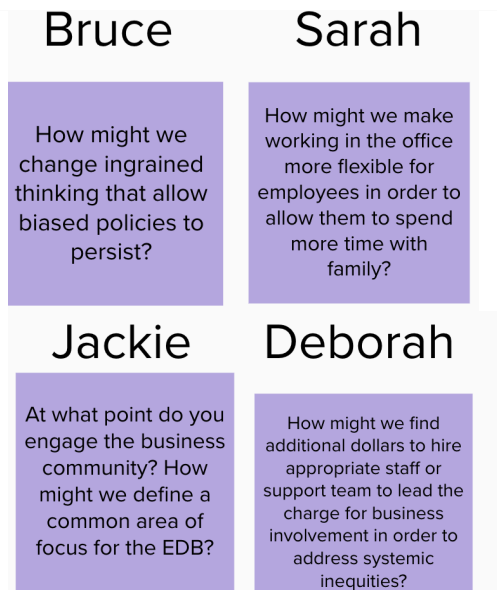 Bruce
How might we
change ingrained
thinking that allow
biased policies to
persist?
Sarah
How might we make
working in the office
more flexible for
employees in order to
allow them to spend
more time with
family?
Jackie
At what point do you
engage the business
community? How
might we define a
common area of
focus for the EDB?
Deborah
How might we find
additional dollars to hire
appropriate staff or
support team to lead the
charge for business
involvement in order to
address systemic
inequities?